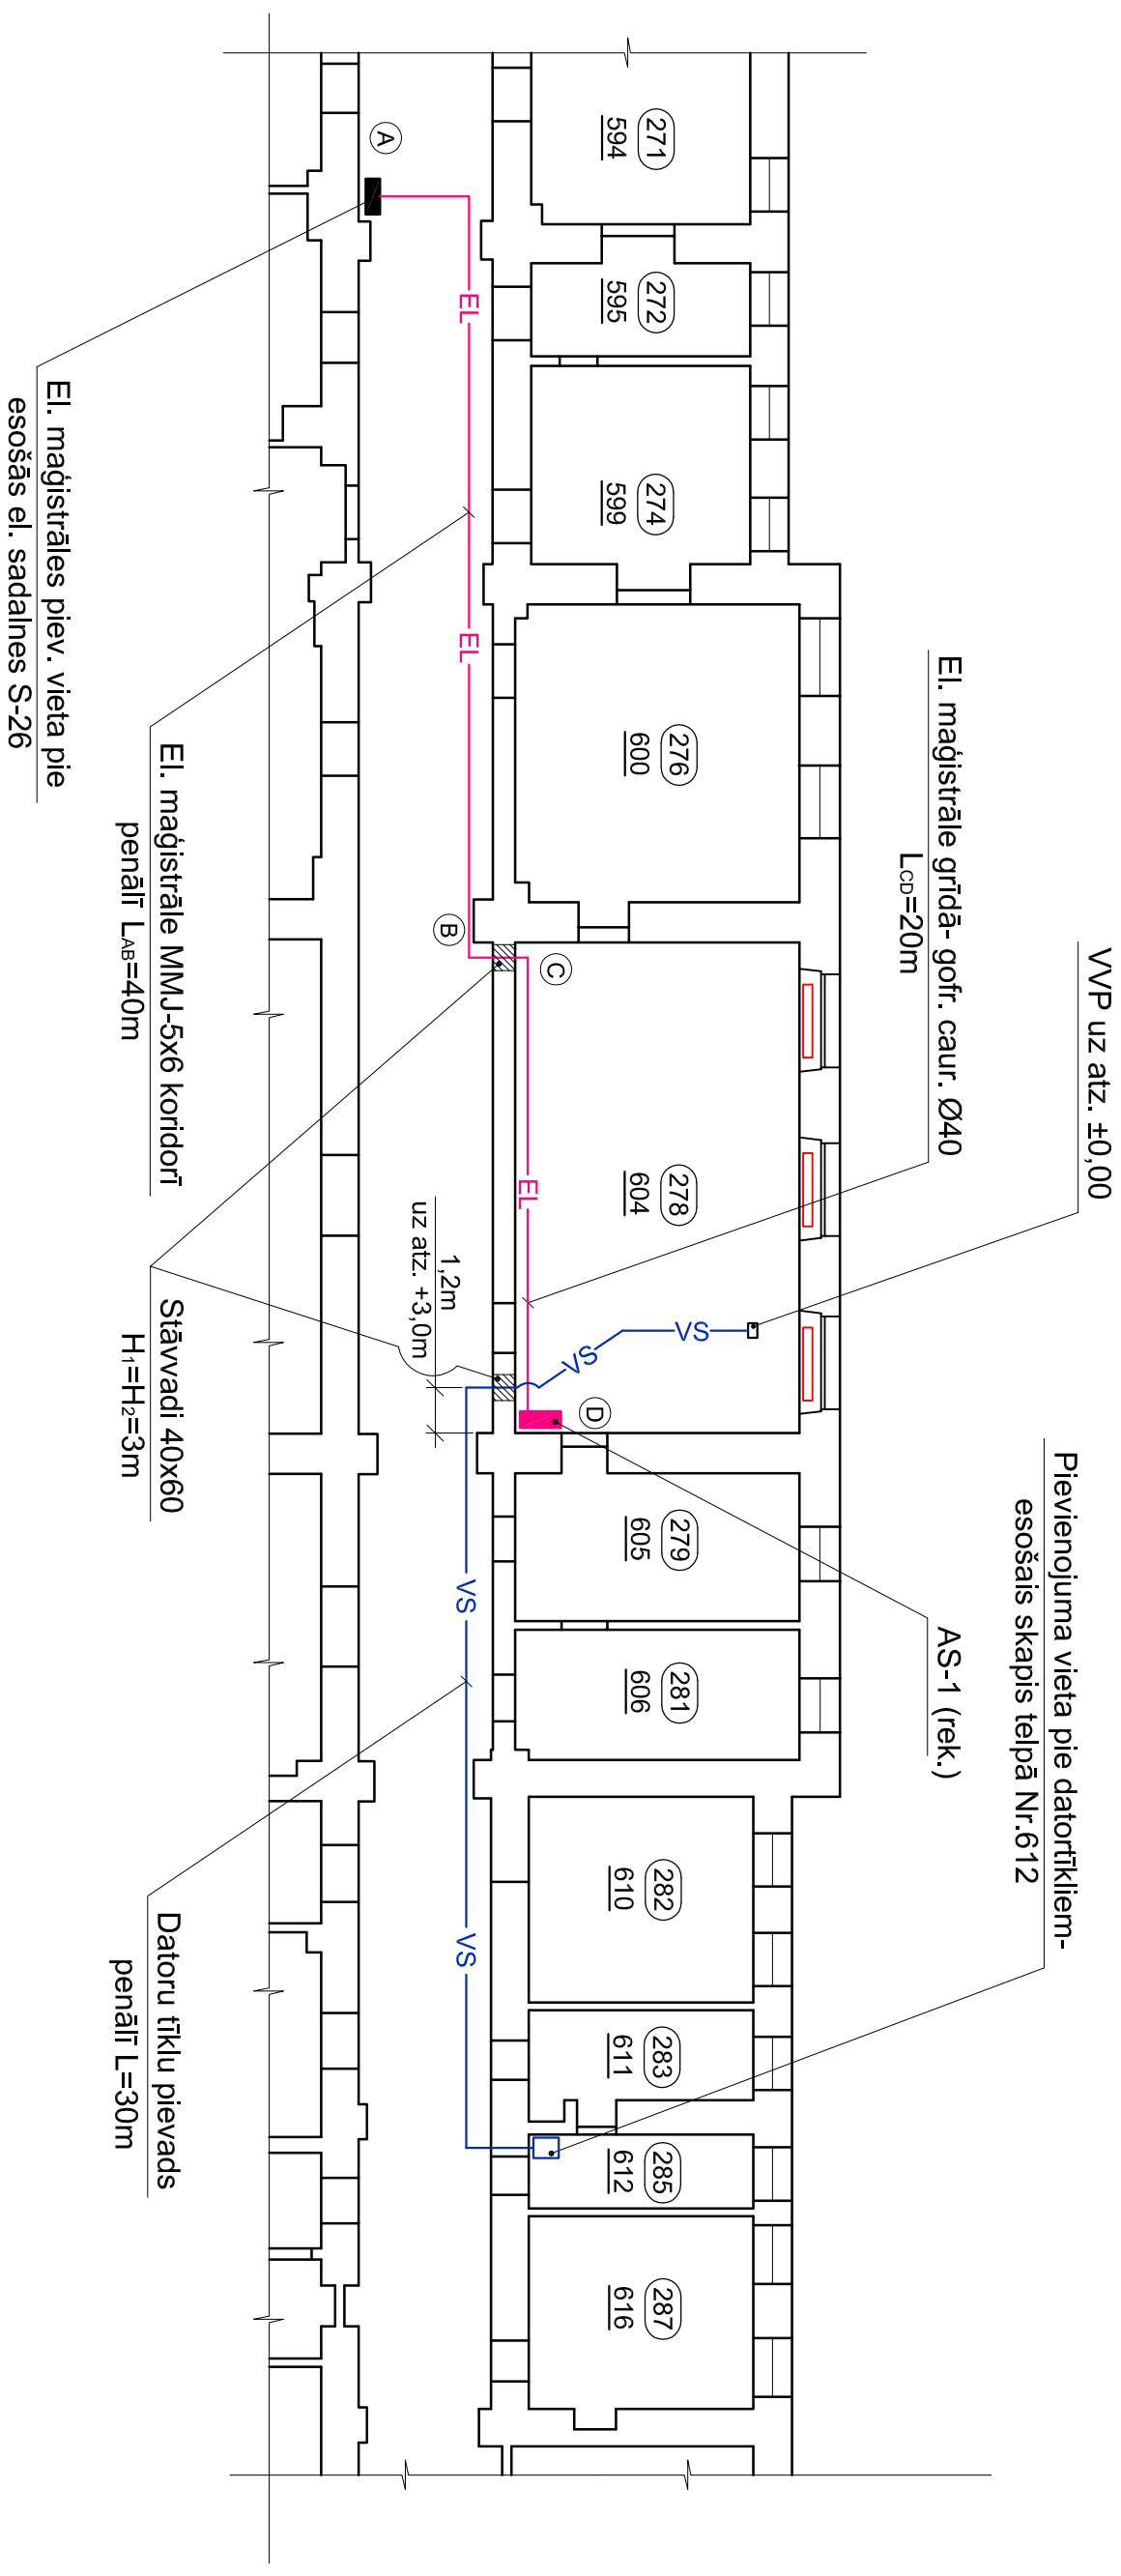 VVP uz atz. ±0,00
Pievienojuma vieta pie datortīkliem-
esošais skapis telpā Nr.612
El. maģistrāle grīdā- gofr. caur. Ø40
LCD=20m
AS-1 (rek.)
271
594
272
595
274
599
276
600
278
604
279
605
281
606
282
610
283
611
285
612
287
616
A
B
C
D
EL
EL
EL
VS
VS
VS
VS
1,2m
uz atz. +3,0m
El. maģistrāles piev. vieta pie
esošās el. sadalnes S-26
El. maģistrāle MMJ-5x6 koridorī
penālī LAB=40m
Stāvvadi 40x60
H1=H2=3m
Datoru tīklu pievads
penālī L=30m